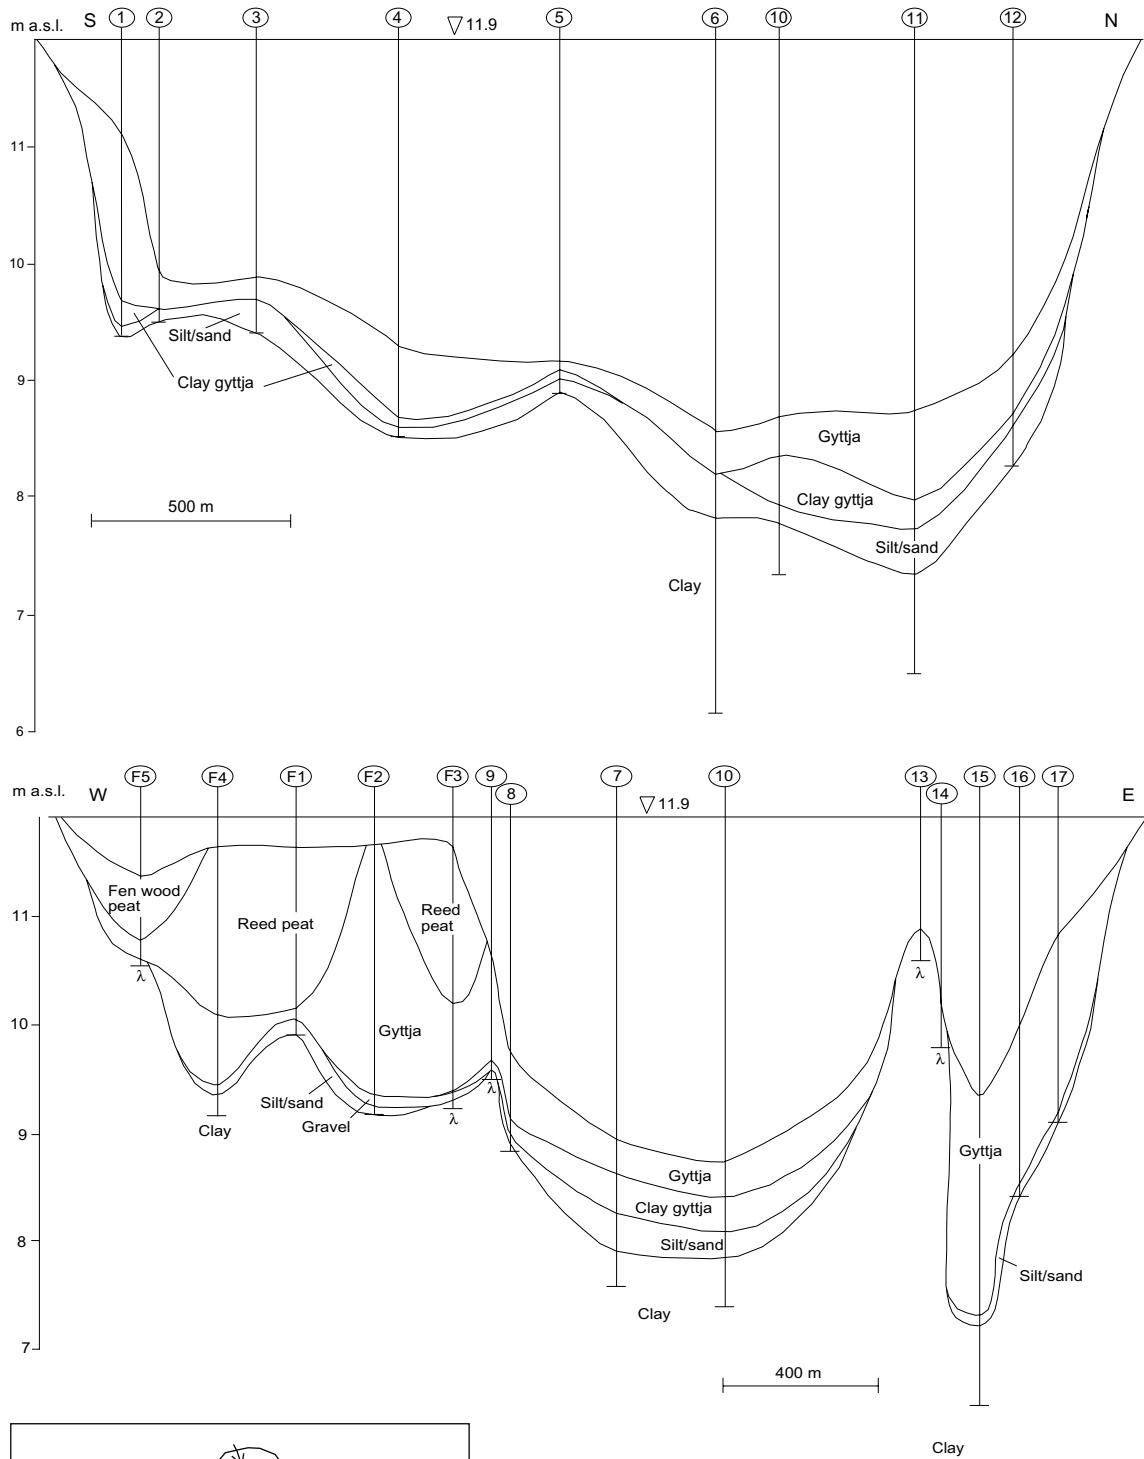 m a.s.l. S 1 2 3 4 ▽ 11.9 5 6 10 11 12 N
11
10
Silt/sand
Clay gyttja
9
Gyttja
Clay gyttja
8
500 m
Silt/sand
Clay
7
6
m a.s.l. W F5 F4 F1 F2 F3 9 8 7 ▽ 11.9 10 13 14 15 16 17 E
Fen wood
peat
Reed peat
Reed
peat
11
λ
10
Gyttja
λ
λ
Silt/sand
Gravel
λ
Clay
9
Gyttja
Gyttja
Clay gyttja
8
Silt/sand
Silt/sand
Clay
7
400 m
Clay